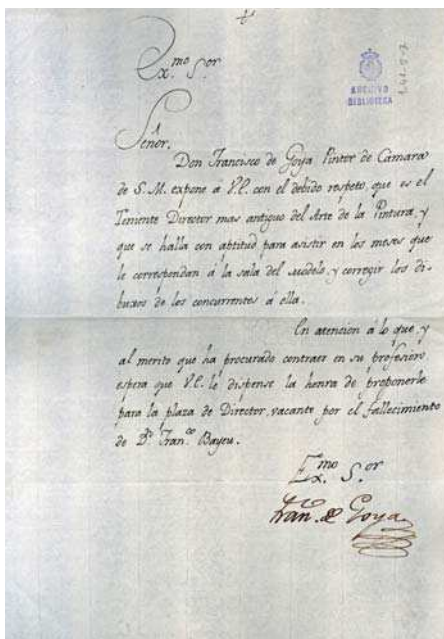 Ex.mo S.or
ARCHIVO
BIBLIOTECA
Señor.
Don Francisco de Goya Pintor de Cámara
de S.M. expone á V.E. con el debido respeto, que es el
Teniente Director mas antiguo del Arte de la Pintura, y
que se halla con abtitud para asistir en los meses que
le correspondan á la sala del modelo, y corregir los di-
buxos de los concurrentes á ella.
En atencion á lo que, y
al merito que ha procurado contraer en su profesion
espera que V.E. le dispense la honra de proponerle
para la plaza de Director, vacante por el fallecimiento
de D.n Fran.co Bayeu.
Ex.mo S.or
Fran.co de Goya